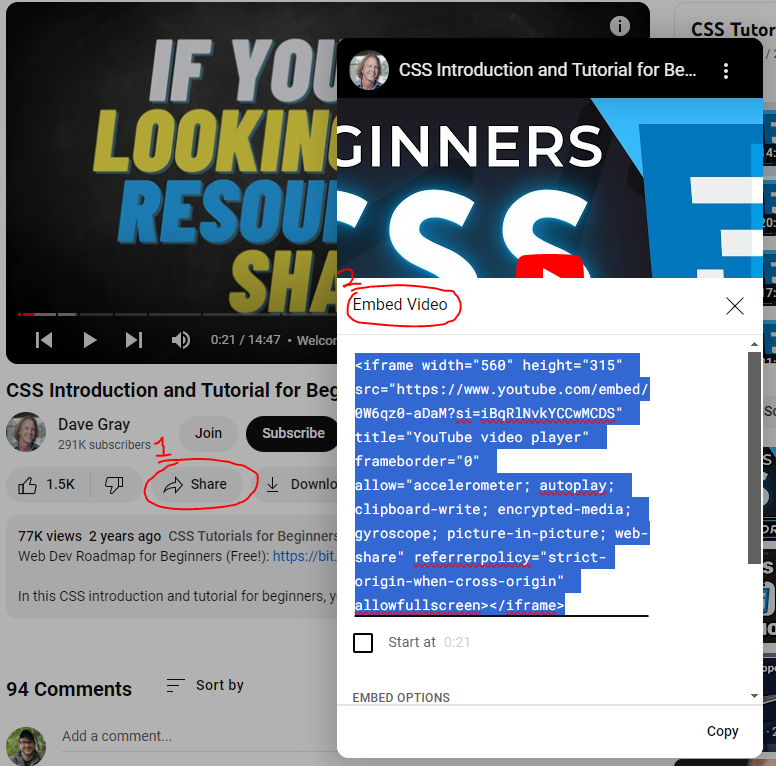 IF YOU
LOOKING
RESOU
SHA
0:21 / 14:47 • Welcom
CSS Introduction and Tutorial for Beg
Dave Gray
291K subscribers
Join
Subscribe
1
1.5K
Share
Downlo
77K views 2 years ago CSS Tutorials for Beginners
Web Dev Roadmap for Beginners (Free!): https://bit.
In this CSS introduction and tutorial for beginners, y
94 Comments
Sort by
Add a comment...
CSS Introduction and Tutorial for Be...
GINNERS
CSS
2
Embed Video
<iframe width="560" height="315"
src="https://www.youtube.com/embed/
0W6qz0-aDaM?si=iBqRlNvkYCCwMCDS"
title="YouTube video player"
frameborder="0"
allow="accelerometer; autoplay;
clipboard-write; encrypted-media;
gyroscope; picture-in-picture; web-
share" referrerpolicy="strict-
origin-when-cross-origin"
allowfullscreen></iframe>
Start at 0:21
EMBED OPTIONS
Copy
CSS Tutor